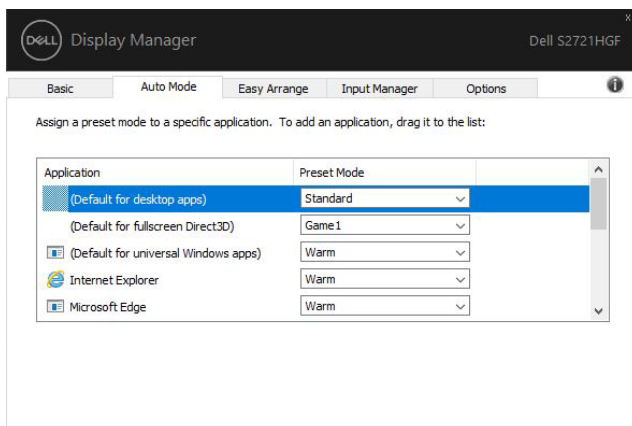 x
DELL Display Manager Dell S2721HGF
Basic Auto Mode Easy Arrange Input Manager Options
Assign a preset mode to a specific application. To add an application, drag it to the list:
Application Preset Mode
(Default for desktop apps) Standard
(Default for fullscreen Direct3D) Game1
(Default for universal Windows apps) Warm
Internet Explorer Warm
Microsoft Edge Warm